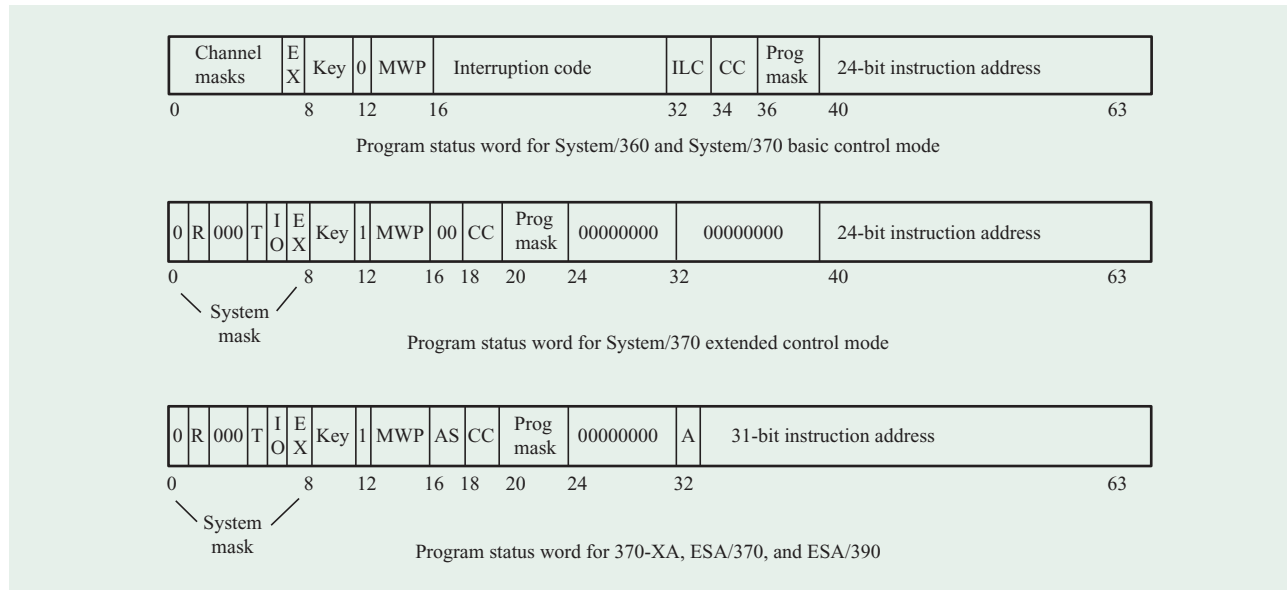 Channel masks EX Key 0 MWP Interruption code ILC CC Prog mask 24-bit instruction address
0 8 12 16 32 34 36 40 63
Program status word for System/360 and System/370 basic control mode
0 R 000 T IO EX Key 1 MWP 00 CC Prog mask 00000000 00000000 24-bit instruction address
0 8 12 16 18 20 24 32 40 63
System mask
Program status word for System/370 extended control mode
0 R 000 T IO EX Key 1 MWP AS CC Prog mask 00000000 A 31-bit instruction address
0 8 12 16 18 20 24 32 63
System mask
Program status word for 370-XA, ESA/370, and ESA/390